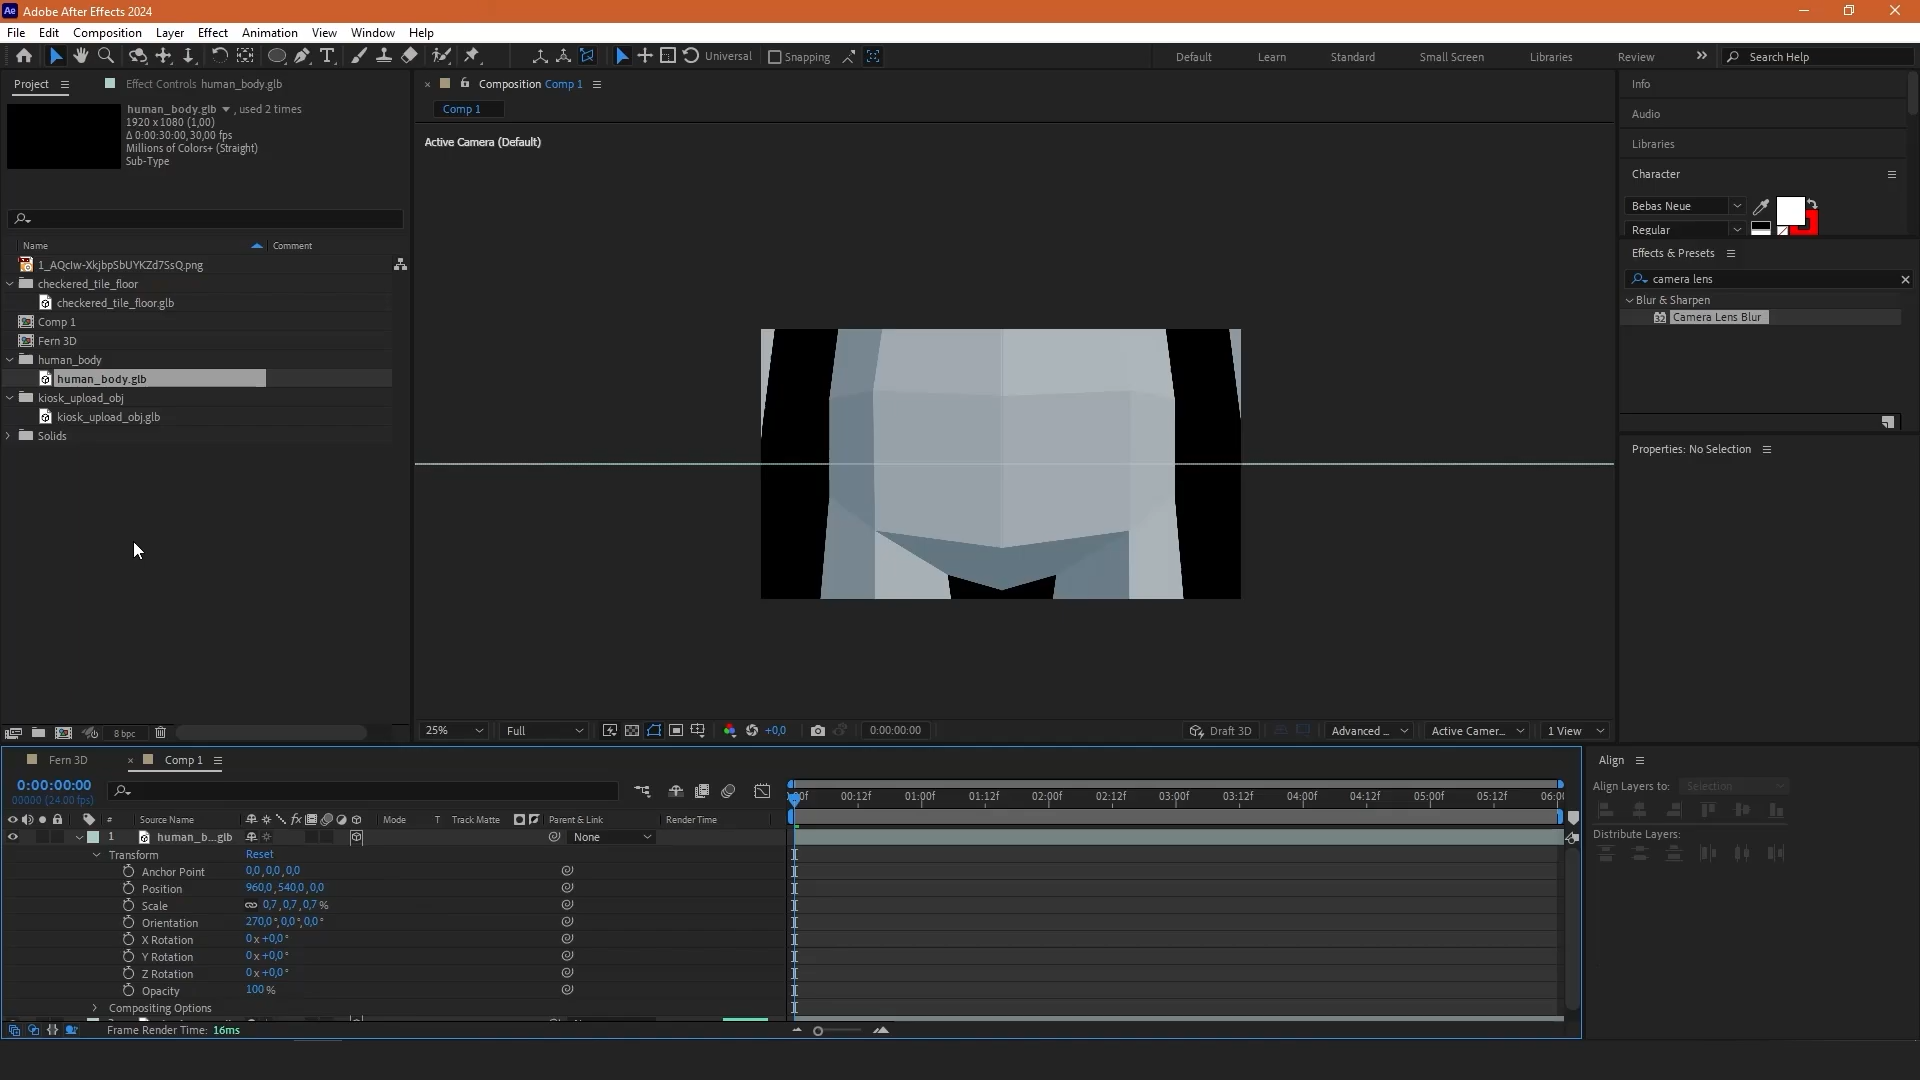 Ae Adobe After Effects 2024
File Edit Composition Layer Effect Animation View Window Help
Universal Snapping Default Learn Standard Small Screen Libraries Review Search Help
Project Effect Controls human_body.glb
human_body.glb , used 2 times
1920 x 1080 (1,00)
Δ 0:00:30:00, 30,00 fps
Millions of Colors+ (Straight)
Sub-Type
Name Comment
1_AQcIw-XkjbpSbUYKZd7SsQ.png
checkered_tile_floor
checkered_tile_floor.glb
Comp 1
Fern 3D
human_body
human_body.glb
kiosk_upload_obj
kiosk_upload_obj.glb
Solids
8 bpc
Composition Comp 1
Comp 1
Active Camera (Default)
25% Full +0,0 0:00:00:00 Draft 3D Advanced ... Active Camer... 1 View
Info
Audio
Libraries
Character
Bebas Neue
Regular
Effects & Presets
camera lens
Blur & Sharpen
32 Camera Lens Blur
Properties: No Selection
Fern 3D Comp 1
0:00:00:00
00000 (24.00 fps)
# Source Name Mode T Track Matte Parent & Link Render Time
:00f 00:12f 01:00f 01:12f 02:00f 02:12f 03:00f 03:12f 04:00f 04:12f 05:00f 05:12f 06:00
1 human_b...glb None
Transform Reset
Anchor Point 0,0, 0,0, 0,0
Position 960,0, 540,0, 0,0
Scale 0,7, 0,7, 0,7 %
Orientation 270,0°, 0,0°, 0,0°
X Rotation 0 x +0,0°
Y Rotation 0 x +0,0°
Z Rotation 0 x +0,0°
Opacity 100 %
Compositing Options
Frame Render Time: 16ms
Align
Align Layers to: Selection
Distribute Layers: